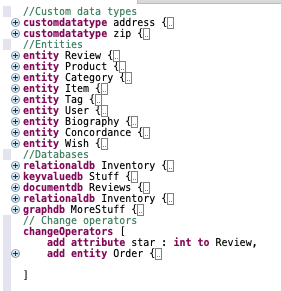 //Custom data types
customdatatype address {..
customdatatype zip {..
//Entities
entity Review {..
entity Product {..
entity Category {..
entity Item {..
entity Tag {..
entity User {..
entity Biography {..
entity Concordance {..
entity Wish {..
//Databases
relationaldb Inventory {..
keyvaluedb Stuff {..
documentdb Reviews {..
relationaldb Inventory {..
graphdb MoreStuff {..
// Change operators
changeOperators [
add attribute star : int to Review,
add entity Order {..
]